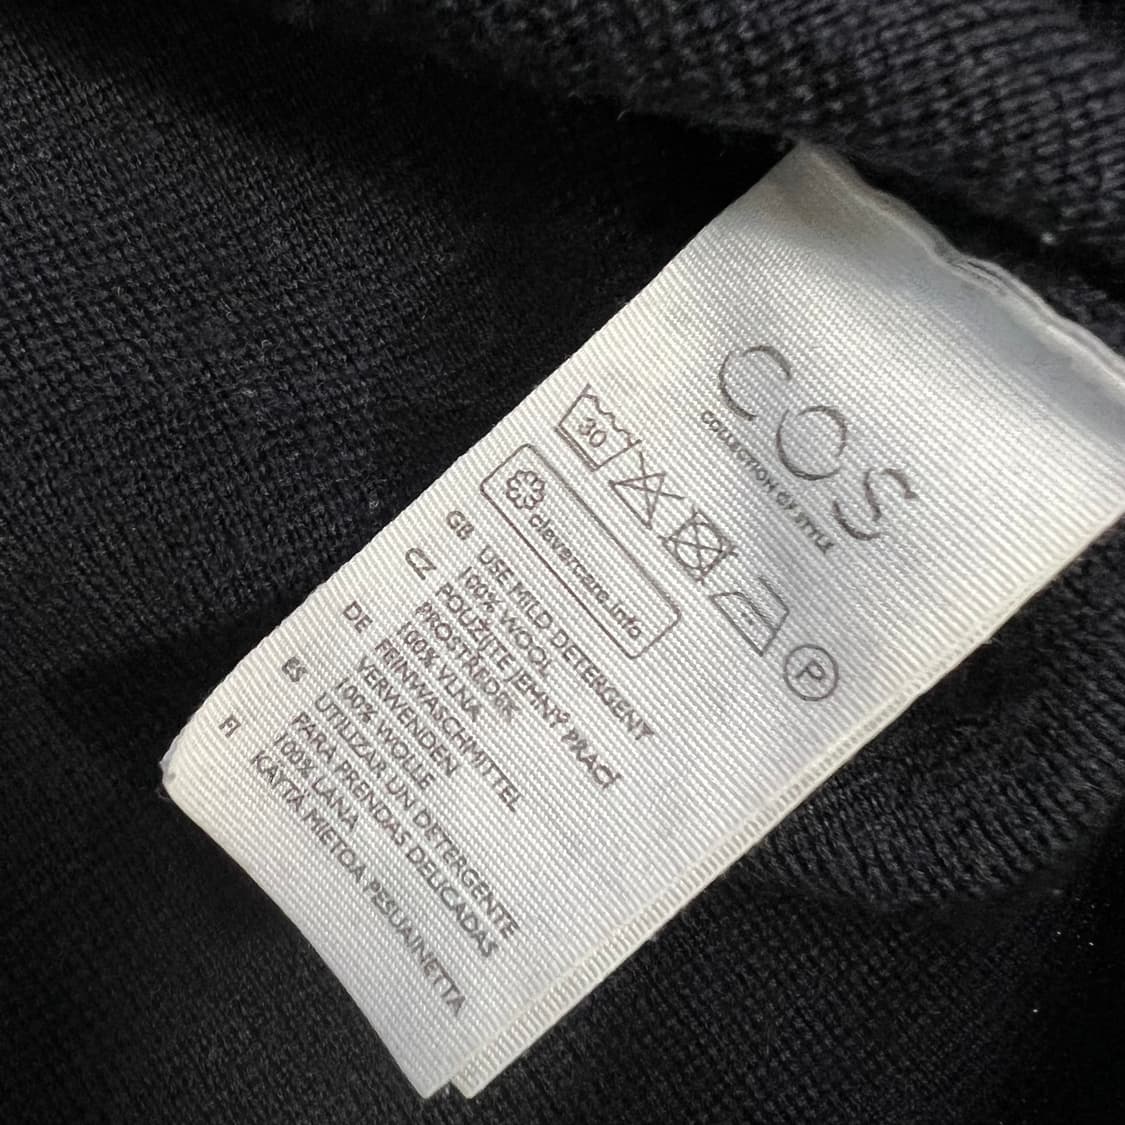 COS
COLLECTION OF STYLE
30
P
clevercare.info
GB USE MILD DETERGENT
100% WOOL
CZ POUŽIJTE JEMNÝ PRACÍ
PROSTŘEDEK
100% VLNA
DE FEINWASCHMITTEL
VERWENDEN
100% WOLLE
ES UTILIZAR UN DETERGENTE
PARA PRENDAS DELICADAS
100% LANA
FI KÄYTÄ MIETOA PESUAINETTA